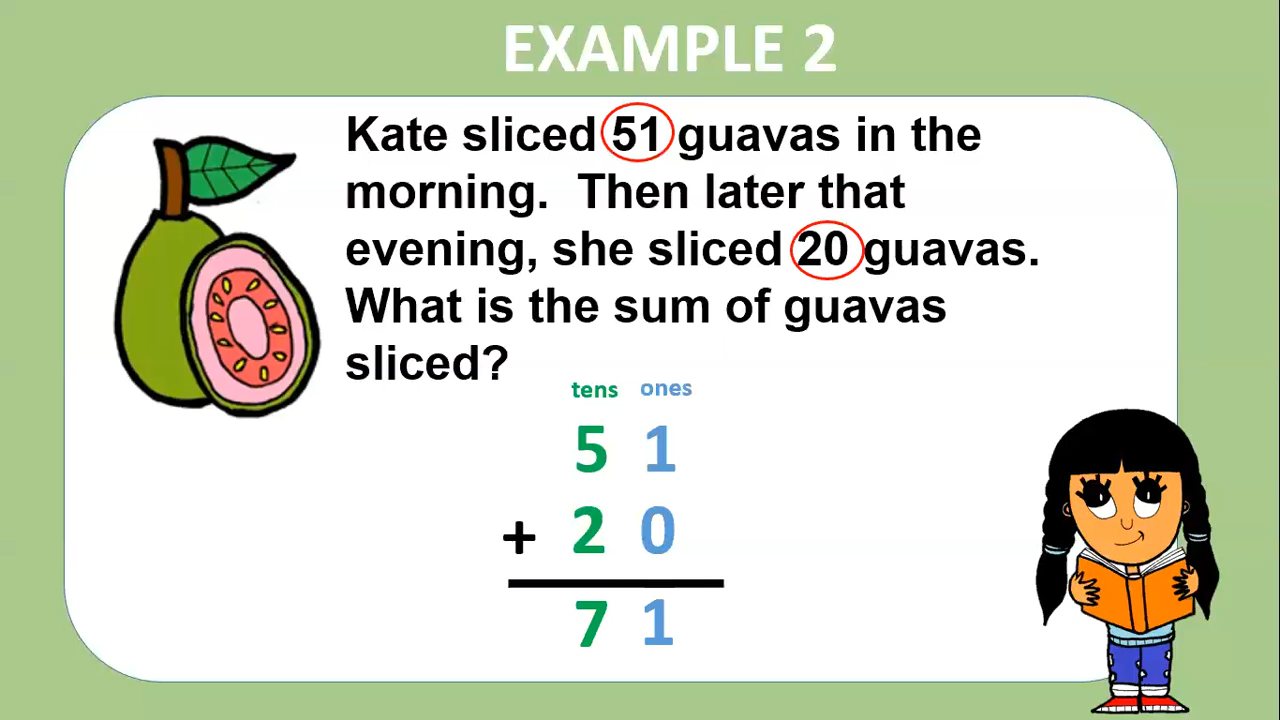 EXAMPLE 2
Kate sliced 51 guavas in the
morning. Then later that
evening, she sliced 20 guavas.
What is the sum of guavas
sliced?
tens ones
5 1
+ 2 0
7 1